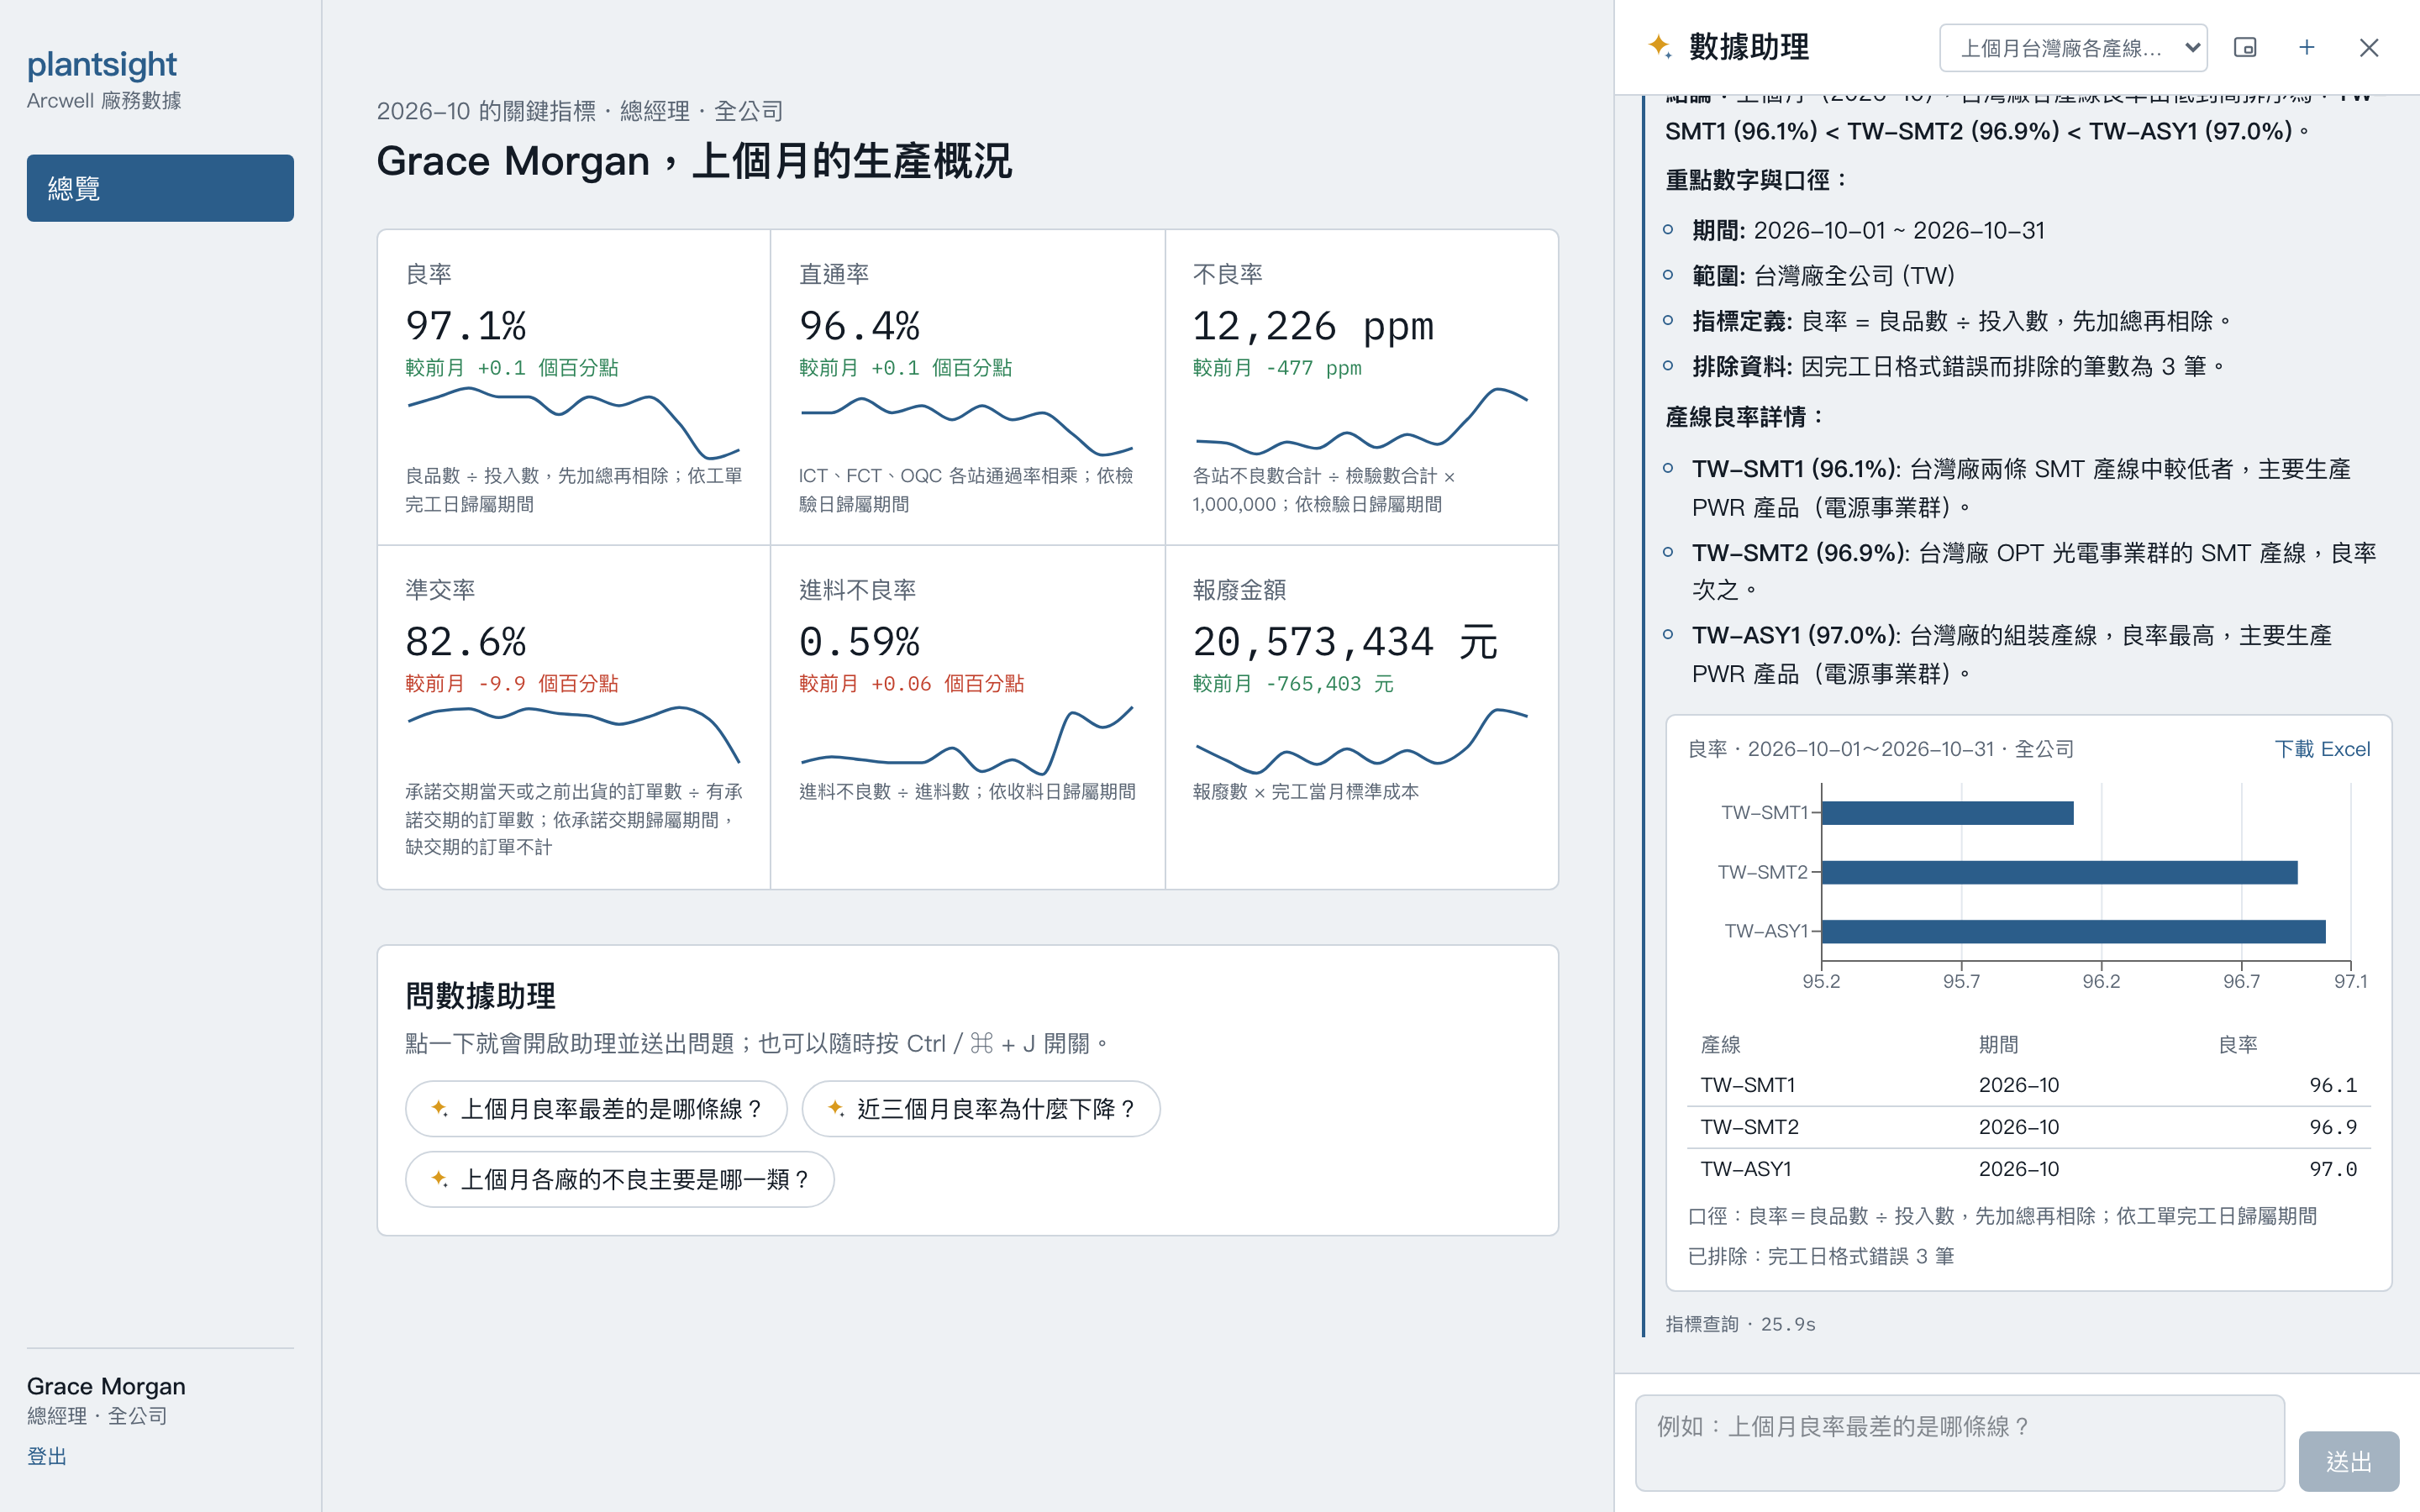 plantsight
Arcwell 廠務數據
總覽
Grace Morgan
總經理 · 全公司
登出
2026-10 的關鍵指標 · 總經理 · 全公司
Grace Morgan，上個月的生產概況
良率
97.1%
較前月 +0.1 個百分點
良品數 ÷ 投入數，先加總再相除；依工單
完工日歸屬期間
直通率
96.4%
較前月 +0.1 個百分點
ICT、FCT、OQC 各站通過率相乘；依檢
驗日歸屬期間
不良率
12,226 ppm
較前月 -477 ppm
各站不良數合計 ÷ 檢驗數合計 ×
1,000,000；依檢驗日歸屬期間
準交率
82.6%
較前月 -9.9 個百分點
承諾交期當天或之前出貨的訂單數 ÷ 有承
諾交期的訂單數；依承諾交期歸屬期間，
缺交期的訂單不計
進料不良率
0.59%
較前月 +0.06 個百分點
進料不良數 ÷ 進料數；依收料日歸屬期間
報廢金額
20,573,434 元
較前月 -765,403 元
報廢數 × 完工當月標準成本
問數據助理
點一下就會開啟助理並送出問題；也可以隨時按 Ctrl / ⌘ + J 開關。
上個月良率最差的是哪條線？
近三個月良率為什麼下降？
上個月各廠的不良主要是哪一類？
數據助理
上個月台灣廠各產線…
結論：上個月（2026-10），台灣廠各產線良率由低到高排序為：TW-
SMT1 (96.1%) < TW-SMT2 (96.9%) < TW-ASY1 (97.0%)。
重點數字與口徑：
期間: 2026-10-01 ~ 2026-10-31
範圍: 台灣廠全公司 (TW)
指標定義: 良率 = 良品數 ÷ 投入數，先加總再相除。
排除資料: 因完工日格式錯誤而排除的筆數為 3 筆。
產線良率詳情：
TW-SMT1 (96.1%): 台灣廠兩條 SMT 產線中較低者，主要生產
PWR 產品（電源事業群）。
TW-SMT2 (96.9%): 台灣廠 OPT 光電事業群的 SMT 產線，良率
次之。
TW-ASY1 (97.0%): 台灣廠的組裝產線，良率最高，主要生產
PWR 產品（電源事業群）。
良率 · 2026-10-01～2026-10-31 · 全公司
下載 Excel
TW-SMT1
TW-SMT2
TW-ASY1
95.2 95.7 96.2 96.7 97.1
產線 期間 良率
TW-SMT1 2026-10 96.1
TW-SMT2 2026-10 96.9
TW-ASY1 2026-10 97.0
口徑：良率＝良品數 ÷ 投入數，先加總再相除；依工單完工日歸屬期間
已排除：完工日格式錯誤 3 筆
指標查詢 · 25.9s
例如：上個月良率最差的是哪條線？
送出